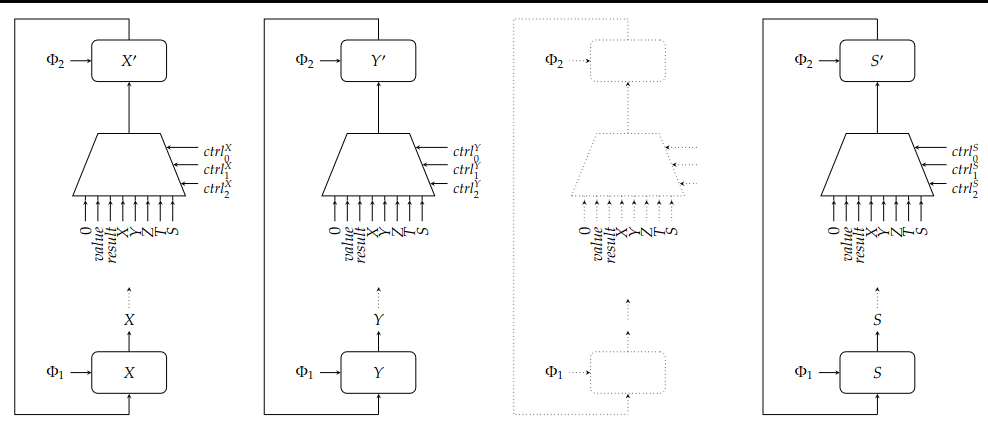 Φ₂ X′ Φ₂ Y′ Φ₂ Φ₂ S′
ctrl₀ˣ ctrl₀ʸ ctrl₀ˢ
ctrl₁ˣ ctrl₁ʸ ctrl₁ˢ
ctrl₂ˣ ctrl₂ʸ ctrl₂ˢ
0 value result X Y Z T S 0 value result X Y Z T S 0 value result X Y Z T S 0 value result X Y Z T S
X Y S
Φ₁ X Φ₁ Y Φ₁ Φ₁ S